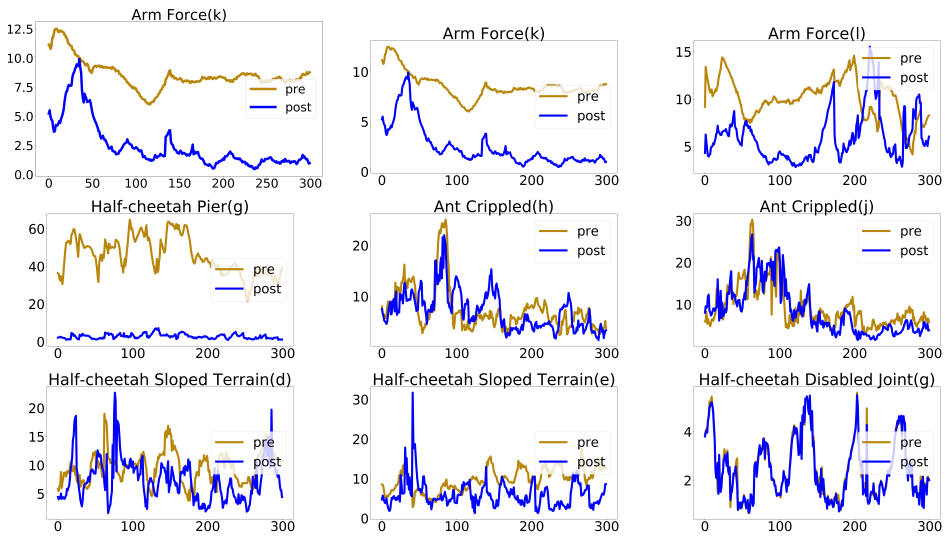 Arm Force(k)
12.5
10.0
7.5
5.0
2.5
0.0
0 50 100 150 200 250 300
pre
post
Arm Force(k)
10
5
0
0 100 200 300
pre
post
Arm Force(l)
15
10
5
0 100 200 300
pre
post
Half-cheetah Pier(g)
60
40
20
0
0 100 200 300
pre
post
Ant Crippled(h)
20
10
0 100 200 300
pre
post
Ant Crippled(j)
30
20
10
0 100 200 300
pre
post
Half-cheetah Sloped Terrain(d)
20
15
10
5
0 100 200 300
pre
post
Half-cheetah Sloped Terrain(e)
30
20
10
0
0 100 200 300
pre
post
Half-cheetah Disabled Joint(g)
4
2
0 100 200 300
pre
post